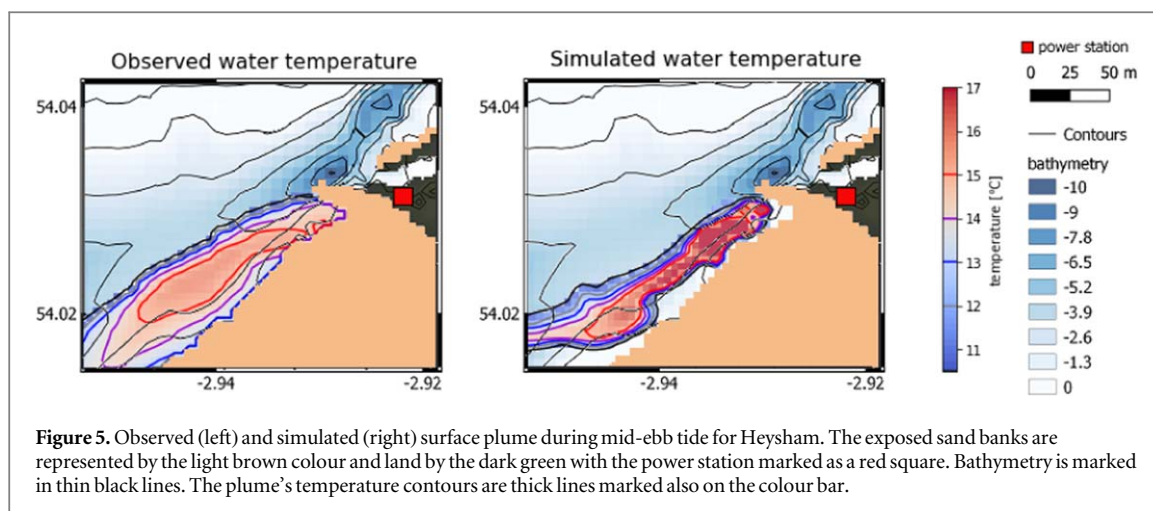 Observed water temperature
Simulated water temperature
54.04
54.02
-2.94
-2.92
-2.94
-2.92
17
16
15
14
13
12
11
temperature [°C]
power station
0 25 50 m
Contours
bathymetry
-10
-9
-7.8
-6.5
-5.2
-3.9
-2.6
-1.3
0
Figure 5. Observed (left) and simulated (right) surface plume during mid-ebb tide for Heysham. The exposed sand banks are
represented by the light brown colour and land by the dark green with the power station marked as a red square. Bathymetry is marked
in thin black lines. The plume's temperature contours are thick lines marked also on the colour bar.